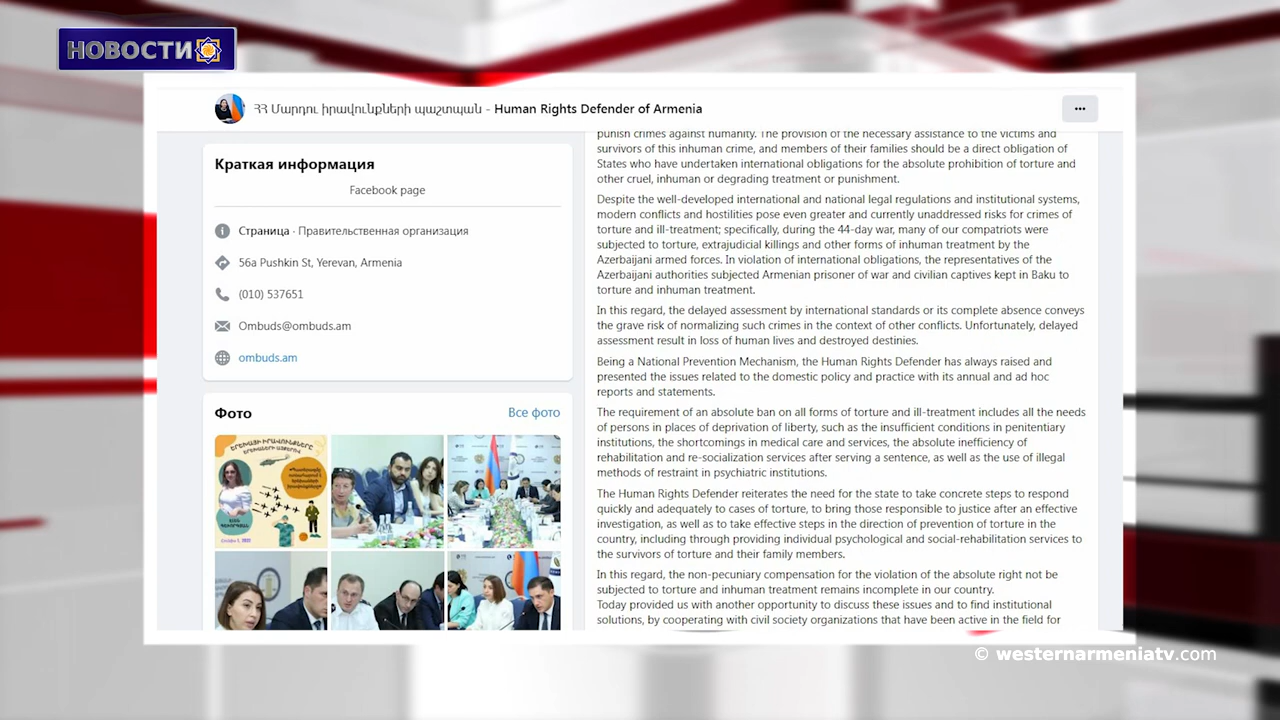 НОВОСТИ
ՀՀ Մարդու իրավունքների պաշտպան - Human Rights Defender of Armenia
Краткая информация
Facebook page
Страница · Правительственная организация
56a Pushkin St, Yerevan, Armenia
(010) 537651
Ombuds@ombuds.am
ombuds.am
Фото
Все фото
ԵՐԵԽԱՅԻ ԻՐԱՎՈՒՆՔՆԵՐԸ
ԵՐԵԽԱՆԵՐԻ ԱՉՔԵՐՈՎ
punish crimes against humanity. The provision of the necessary assistance to the victims and
survivors of this inhuman crime, and members of their families should be a direct obligation of
States who have undertaken international obligations for the absolute prohibition of torture and
other cruel, inhuman or degrading treatment or punishment.
Despite the well-developed international and national legal regulations and institutional systems,
modern conflicts and hostilities pose even greater and currently unaddressed risks for crimes of
torture and ill-treatment; specifically, during the 44-day war, many of our compatriots were
subjected to torture, extrajudicial killings and other forms of inhuman treatment by the
Azerbaijani armed forces. In violation of international obligations, the representatives of the
Azerbaijani authorities subjected Armenian prisoner of war and civilian captives kept in Baku to
torture and inhuman treatment.
In this regard, the delayed assessment by international standards or its complete absence conveys
the grave risk of normalizing such crimes in the context of other conflicts. Unfortunately, delayed
assessment result in loss of human lives and destroyed destinies.
Being a National Prevention Mechanism, the Human Rights Defender has always raised and
presented the issues related to the domestic policy and practice with its annual and ad hoc
reports and statements.
The requirement of an absolute ban on all forms of torture and ill-treatment includes all the needs
of persons in places of deprivation of liberty, such as the insufficient conditions in penitentiary
institutions, the shortcomings in medical care and services, the absolute inefficiency of
rehabilitation and re-socialization services after serving a sentence, as well as the use of illegal
methods of restraint in psychiatric institutions.
The Human Rights Defender reiterates the need for the state to take concrete steps to respond
quickly and adequately to cases of torture, to bring those responsible to justice after an effective
investigation, as well as to take effective steps in the direction of prevention of torture in the
country, including through providing individual psychological and social-rehabilitation services to
the survivors of torture and their family members.
In this regard, the non-pecuniary compensation for the violation of the absolute right not be
subjected to torture and inhuman treatment remains incomplete in our country.
Today provided us with another opportunity to discuss these issues and to find institutional
solutions, by cooperating with civil society organizations that have been active in the field for
© westernarmeniatv.com